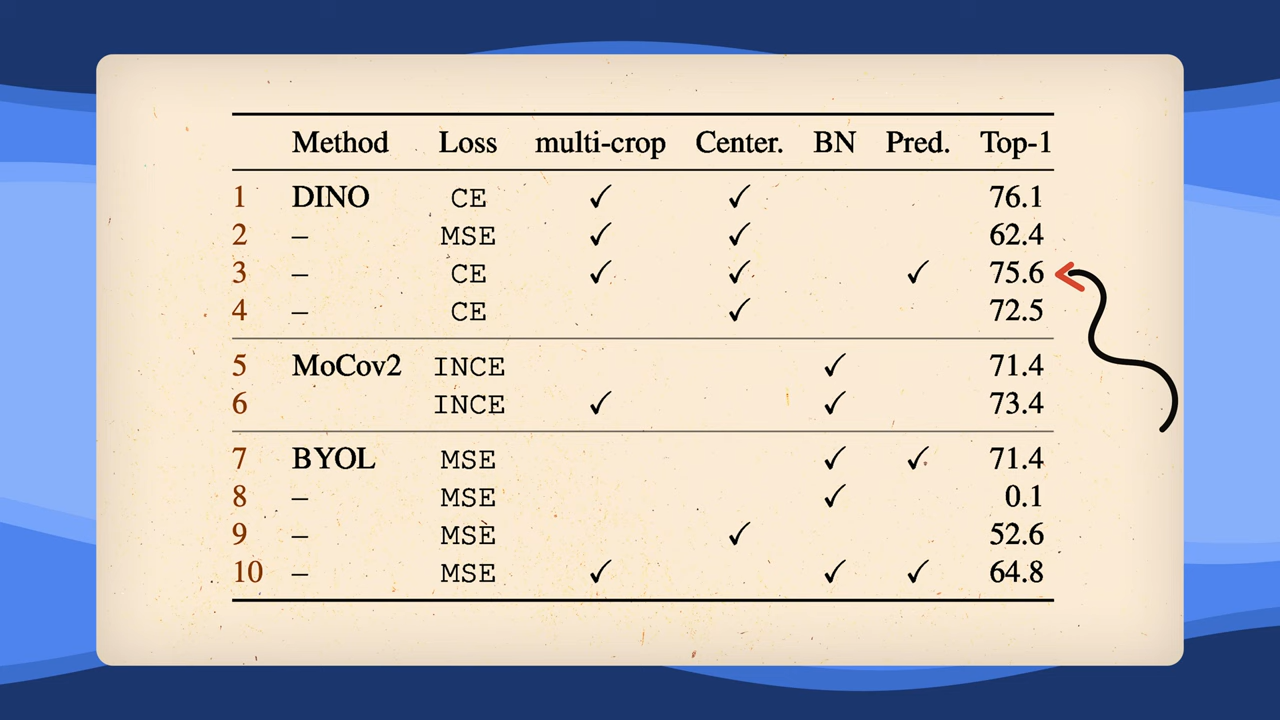 Method Loss multi-crop Center. BN Pred. Top-1
1 DINO CE ✓ ✓ 76.1
2 – MSE ✓ ✓ 62.4
3 – CE ✓ ✓ ✓ 75.6
4 – CE ✓ 72.5
5 MoCov2 INCE ✓ 71.4
6 INCE ✓ ✓ 73.4
7 BYOL MSE ✓ ✓ 71.4
8 – MSE ✓ 0.1
9 – MSE ✓ 52.6
10 – MSE ✓ ✓ ✓ 64.8